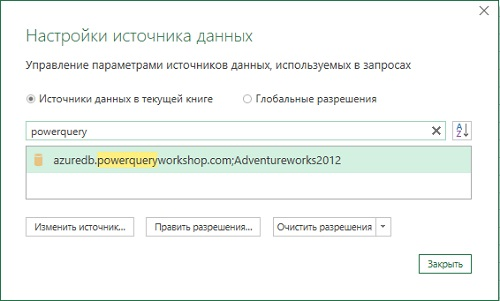 Настройки источника данных
Управление параметрами источников данных, используемых в запросах
Источники данных в текущей книге Глобальные разрешения
powerquery
azuredb.powerqueryworkshop.com;Adventureworks2012
Изменить источник... Править разрешения... Очистить разрешения
Закрыть